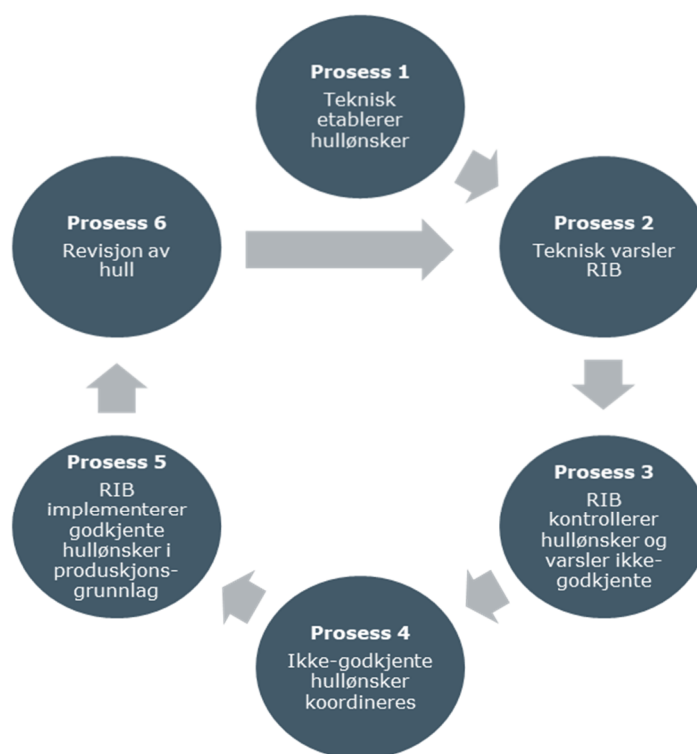 Prosess 1
Teknisk
etablerer
hullønsker
Prosess 2
Teknisk varsler
RIB
Prosess 3
RIB
kontrollerer
hullønsker og
varsler ikke-
godkjente
Prosess 4
Ikke-godkjente
hullønsker
koordineres
Prosess 5
RIB
implementerer
godkjente
hullønsker i
produskjons-
grunnlag
Prosess 6
Revisjon av
hull